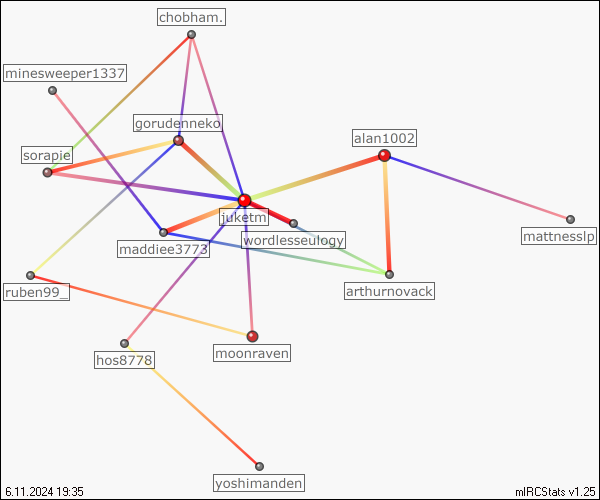 chobham.
minesweeper1337
gorudenneko
alan1002
sorapie
juketm
mattnesslp
wordlesseulogy
maddiee3773
arthurnovack
ruben99_
moonraven
hos8778
yoshimanden
6.11.2024 19:35
mIRCStats v1.25